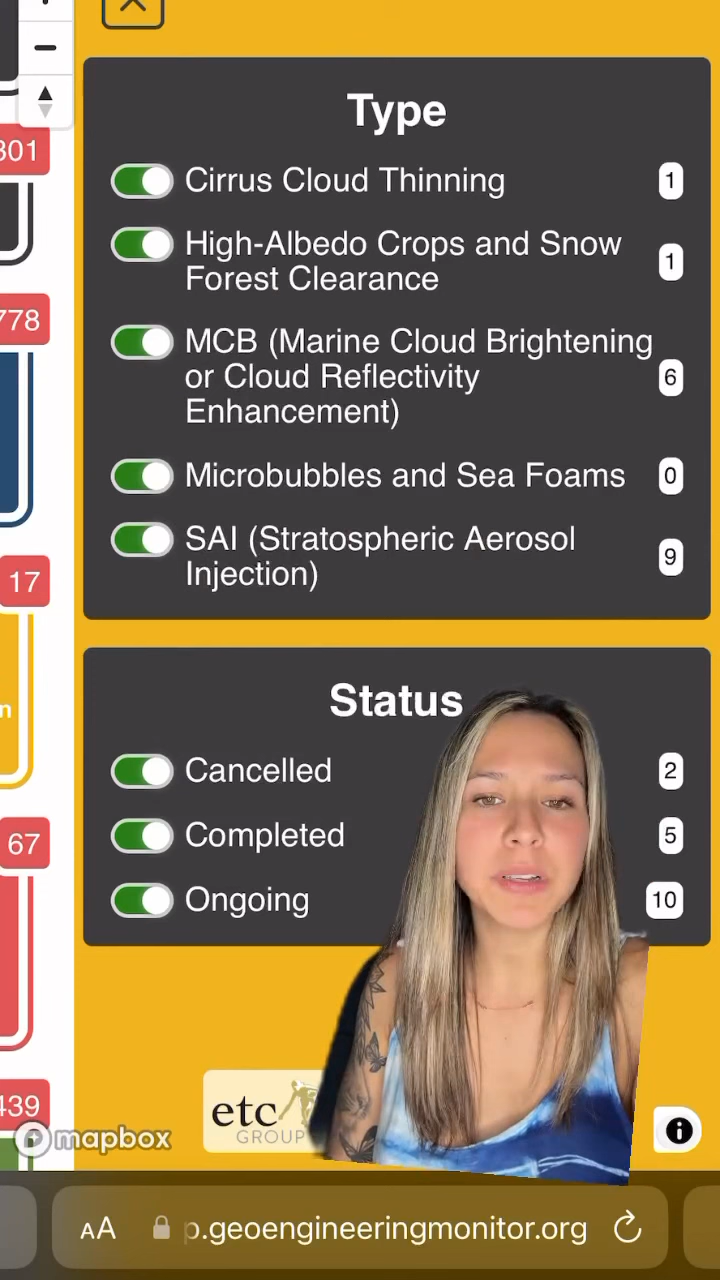 301
778
17
n
67
439
Type
Cirrus Cloud Thinning
1
High-Albedo Crops and Snow
Forest Clearance
1
MCB (Marine Cloud Brightening
or Cloud Reflectivity
Enhancement)
6
Microbubbles and Sea Foams
0
SAI (Stratospheric Aerosol
Injection)
9
Status
Cancelled
2
Completed
5
Ongoing
10
etc
GROUP
mapbox
AA
p.geoengineeringmonitor.org